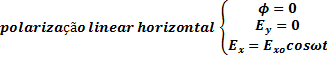 ϕ = 0
polarização linear horizontal { E_y = 0
E_x = E_xo cosωt